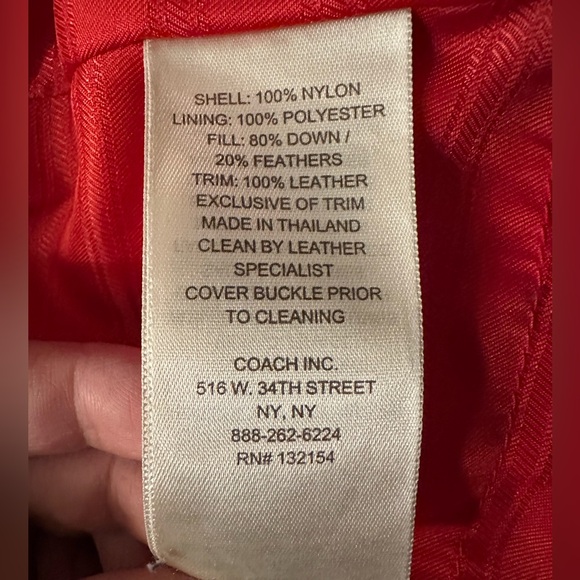 SHELL: 100% NYLON
LINING: 100% POLYESTER
FILL: 80% DOWN /
20% FEATHERS
TRIM: 100% LEATHER
EXCLUSIVE OF TRIM
MADE IN THAILAND
CLEAN BY LEATHER
SPECIALIST
COVER BUCKLE PRIOR
TO CLEANING
COACH INC.
516 W. 34TH STREET
NY, NY
888-262-6224
RN# 132154